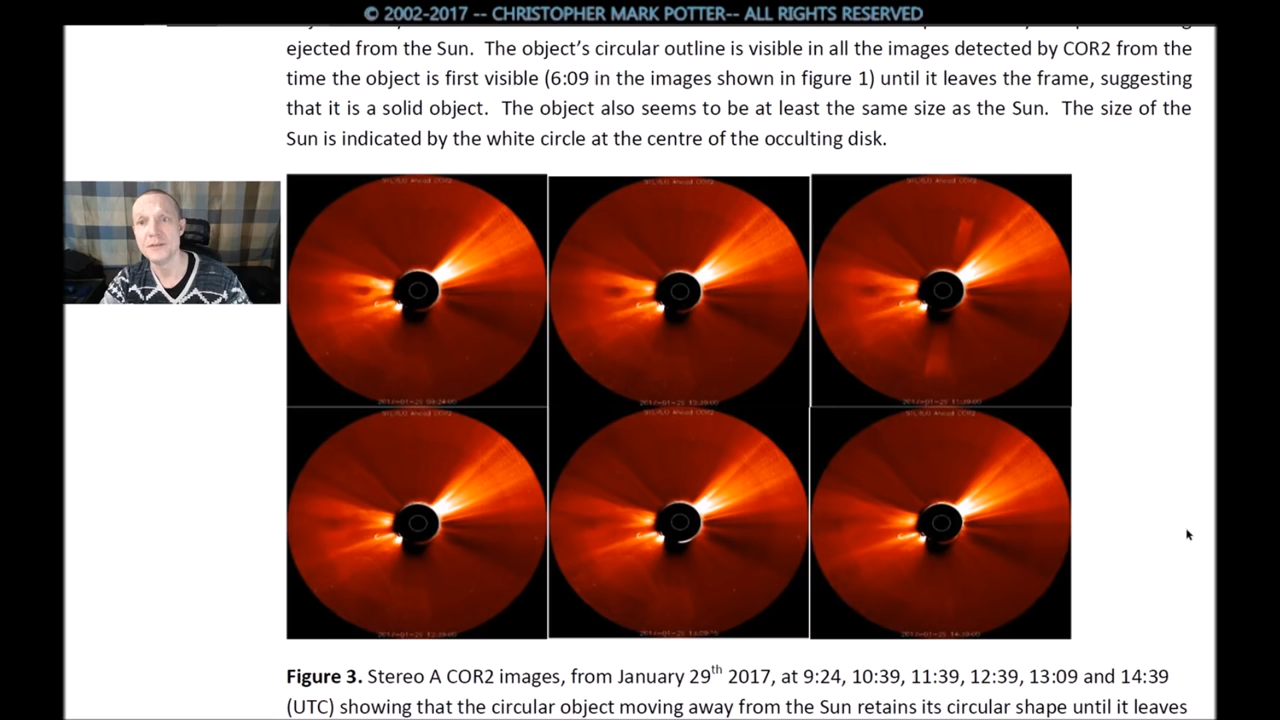 © 2002-2017 -- CHRISTOPHER MARK POTTER-- ALL RIGHTS RESERVED
ejected from the Sun. The object's circular outline is visible in all the images detected by COR2 from the
time the object is first visible (6:09 in the images shown in figure 1) until it leaves the frame, suggesting
that it is a solid object. The object also seems to be at least the same size as the Sun. The size of the
Sun is indicated by the white circle at the centre of the occulting disk.
Figure 3. Stereo A COR2 images, from January 29th 2017, at 9:24, 10:39, 11:39, 12:39, 13:09 and 14:39
(UTC) showing that the circular object moving away from the Sun retains its circular shape until it leaves